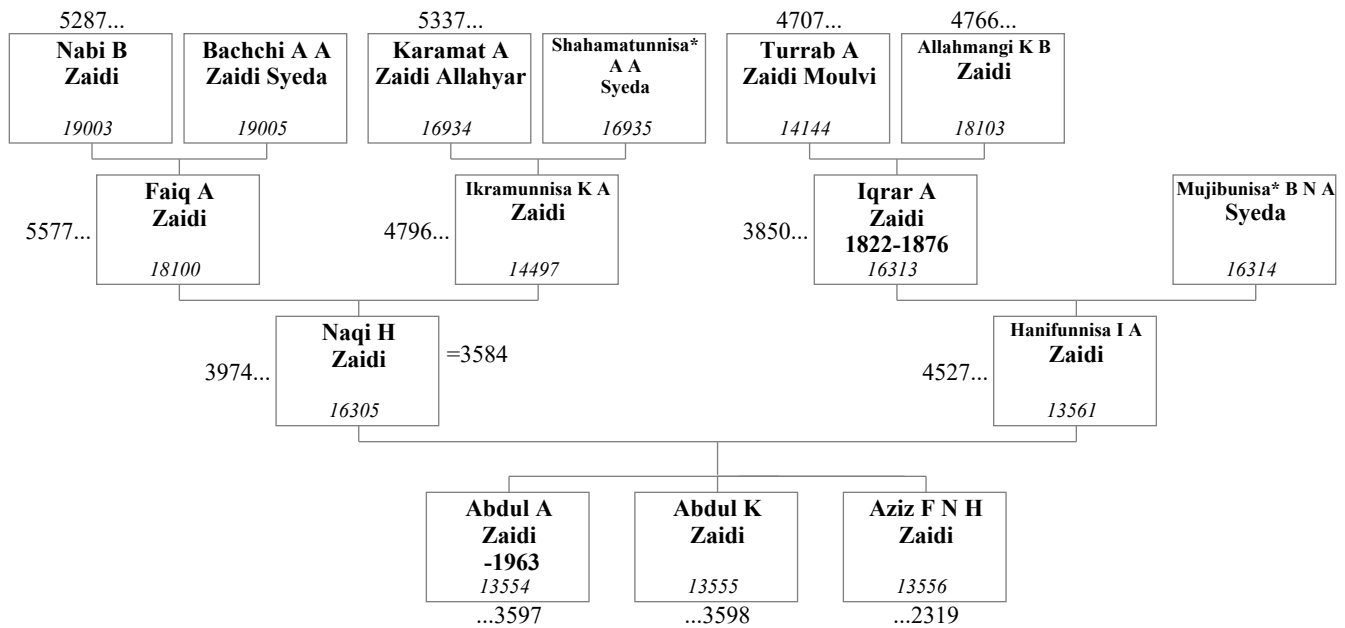 5287...
5337...
4707...
4766...
Nabi B
Zaidi
19003
Bachchi A A
Zaidi Syeda
19005
Karamat A
Zaidi Allahyar
16934
Shahamatunnisa*
A A
Syeda
16935
Turrab A
Zaidi Moulvi
14144
Allahmangi K B
Zaidi
18103
5577...
Faiq A
Zaidi
18100
4796...
Ikramunnisa K A
Zaidi
14497
3850...
Iqrar A
Zaidi
1822-1876
16313
Mujibunisa* B N A
Syeda
16314
3974...
Naqi H
Zaidi
16305
=3584
4527...
Hanifunnisa I A
Zaidi
13561
Abdul A
Zaidi
-1963
13554
...3597
Abdul K
Zaidi
13555
...3598
Aziz F N H
Zaidi
13556
...2319